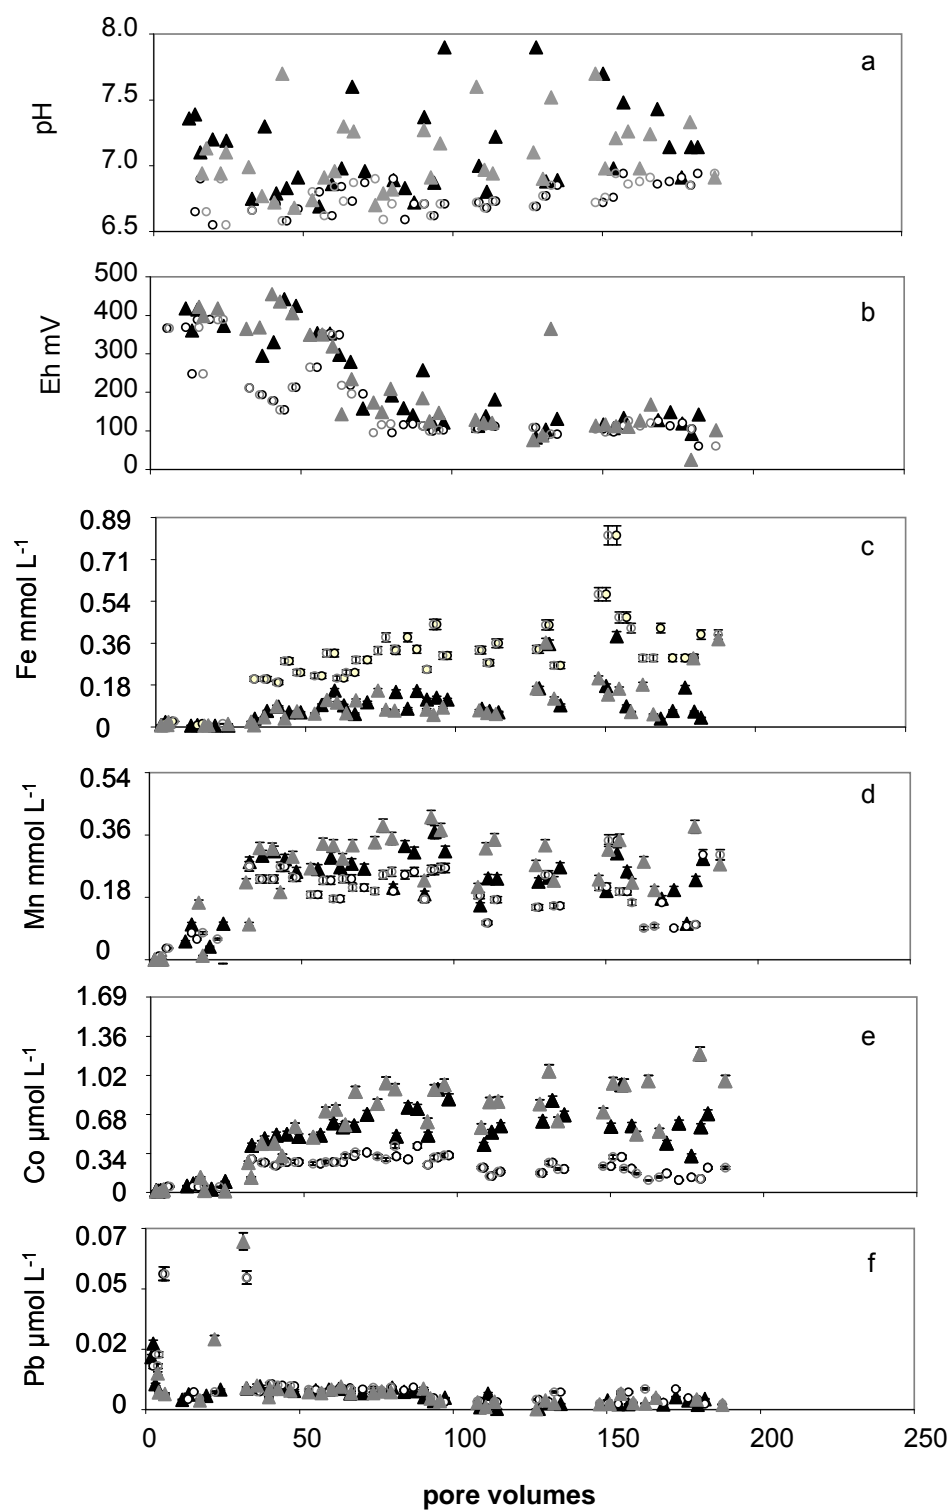 8.0
7.5
7.0
6.5
pH
a
500
400
300
200
100
0
Eh mV
b
0.89
0.71
0.54
0.36
0.18
0
Fe mmol L-1
c
0.54
0.36
0.18
0
Mn mmol L-1
d
1.69
1.36
1.02
0.68
0.34
0
Co µmol L-1
e
0.07
0.05
0.02
0
Pb µmol L-1
f
0 50 100 150 200 250
pore volumes